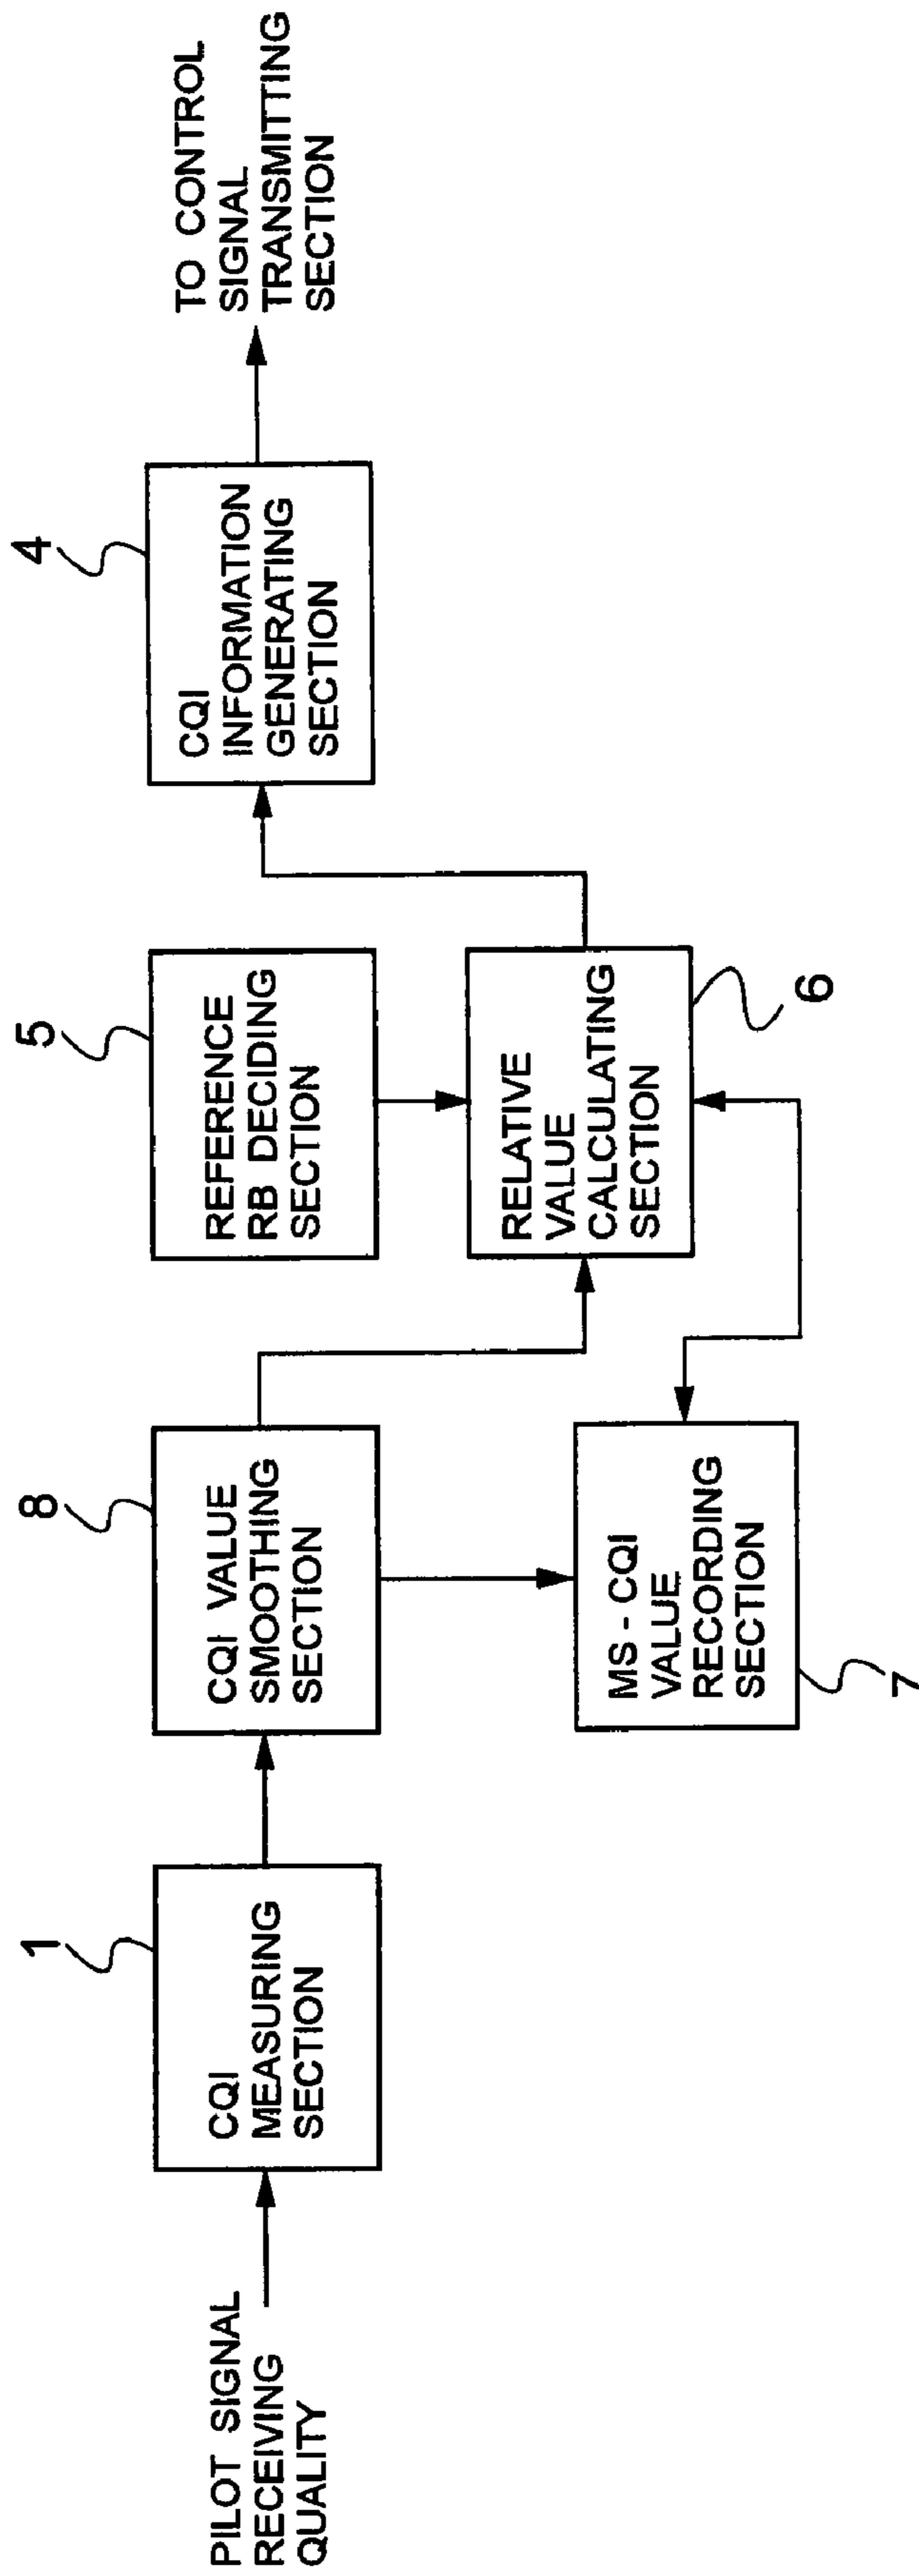 PILOT SIGNAL
RECEIVING
QUALITY
1
CQI
MEASURING
SECTION
8
CQI VALUE
SMOOTHING
SECTION
7
MS - CQI
VALUE
RECORDING
SECTION
5
REFERENCE
RB DECIDING
SECTION
6
RELATIVE
VALUE
CALCULATING
SECTION
4
CQI
INFORMATION
GENERATING
SECTION
TO CONTROL
SIGNAL
TRANSMITTING
SECTION